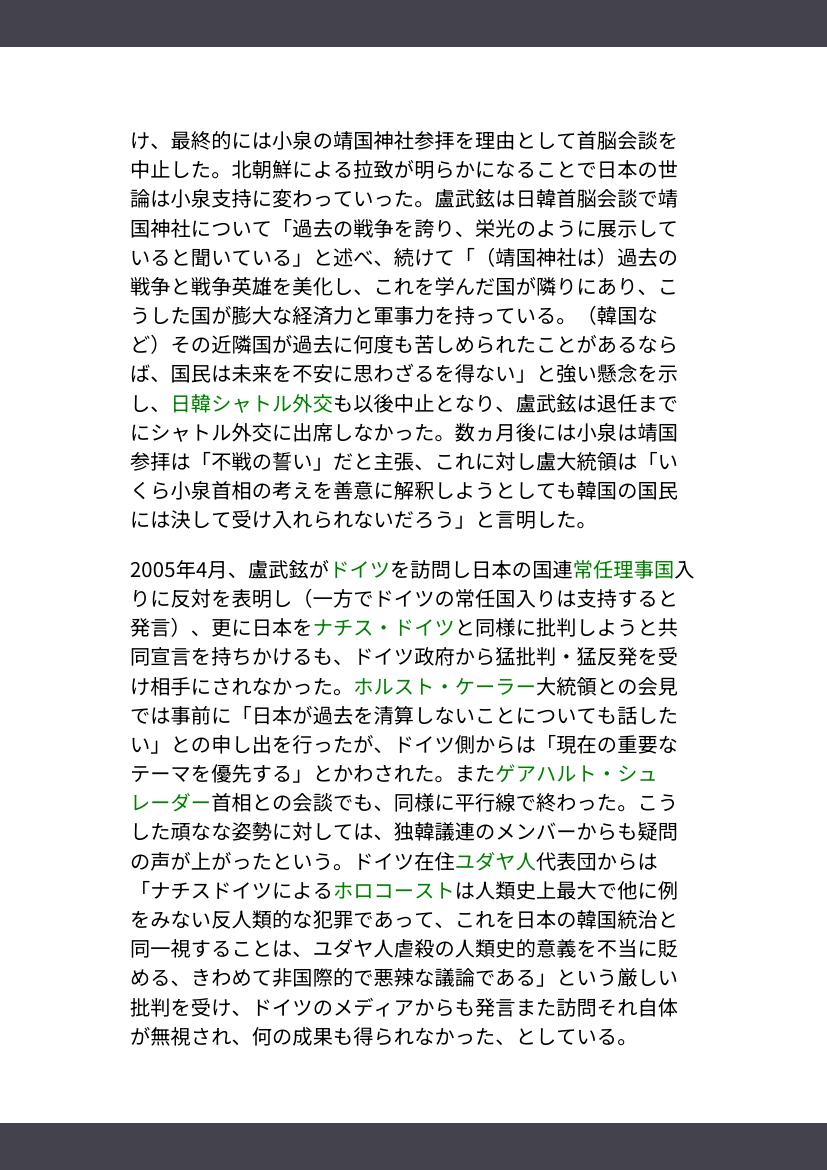 け、最終的には小泉の靖国神社参拝を理由として首脳会談を
中止した。北朝鮮による拉致が明らかになることで日本の世
論は小泉支持に変わっていった。盧武鉉は日韓首脳会談で靖
国神社について「過去の戦争を誇り、栄光のように展示して
いると聞いている」と述べ、続けて「（靖国神社は）過去の
戦争と戦争英雄を美化し、これを学んだ国が隣りにあり、こ
うした国が膨大な経済力と軍事力を持っている。（韓国な
ど）その近隣国が過去に何度も苦しめられたことがあるなら
ば、国民は未来を不安に思わざるを得ない」と強い懸念を示
し、日韓シャトル外交も以後中止となり、盧武鉉は退任まで
にシャトル外交に出席しなかった。数ヵ月後には小泉は靖国
参拝は「不戦の誓い」だと主張、これに対し盧大統領は「い
くら小泉首相の考えを善意に解釈しようとしても韓国の国民
には決して受け入れられないだろう」と言明した。
2005年4月、盧武鉉がドイツを訪問し日本の国連常任理事国入
りに反対を表明し（一方でドイツの常任国入りは支持すると
発言）、更に日本をナチス・ドイツと同様に批判しようと共
同宣言を持ちかけるも、ドイツ政府から猛批判・猛反発を受
け相手にされなかった。ホルスト・ケーラー大統領との会見
では事前に「日本が過去を清算しないことについても話した
い」との申し出を行ったが、ドイツ側からは「現在の重要な
テーマを優先する」とかわされた。またゲアハルト・シュ
レーダー首相との会談でも、同様に平行線で終わった。こう
した頑なな姿勢に対しては、独韓議連のメンバーからも疑問
の声が上がったという。ドイツ在住ユダヤ人代表団からは
「ナチスドイツによるホロコーストは人類史上最大で他に例
をみない反人類的な犯罪であって、これを日本の韓国統治と
同一視することは、ユダヤ人虐殺の人類史的意義を不当に貶
める、きわめて非国際的で悪辣な議論である」という厳しい
批判を受け、ドイツのメディアからも発言また訪問それ自体
が無視され、何の成果も得られなかった、としている。